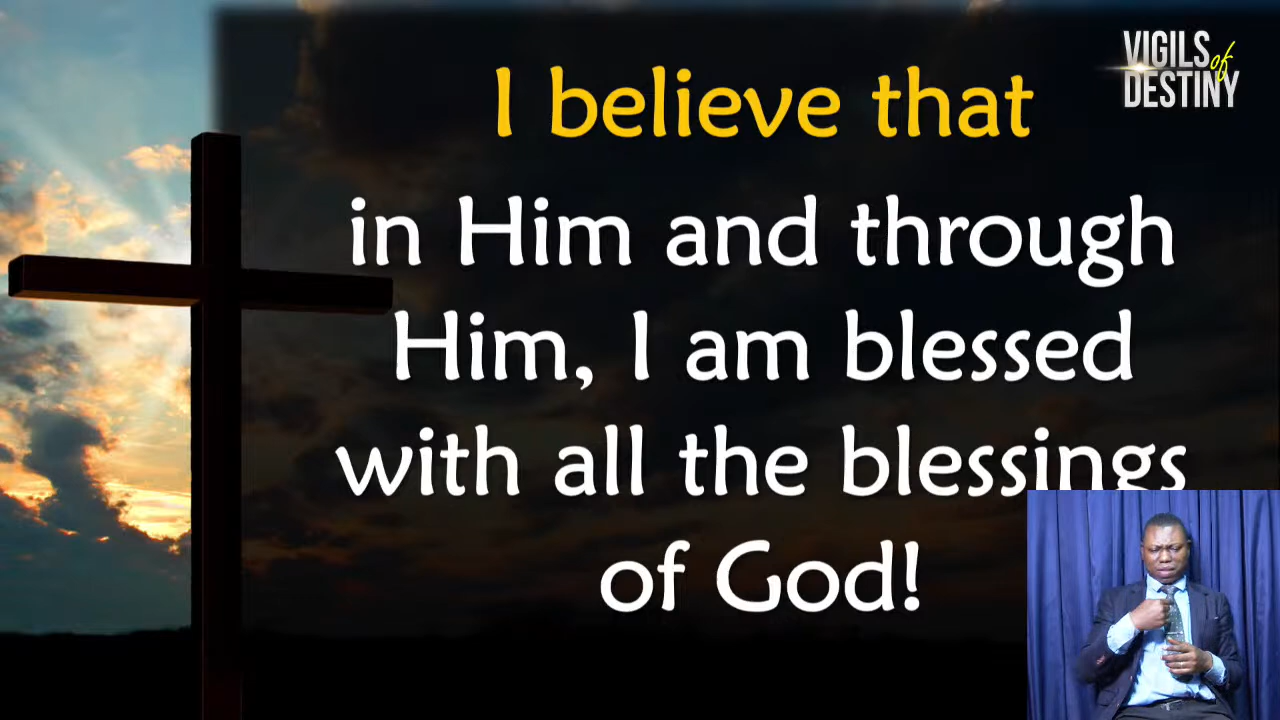 I believe that
in Him and through
Him, I am blessed
with all the blessings
of God!
VIGILS of
DESTINY